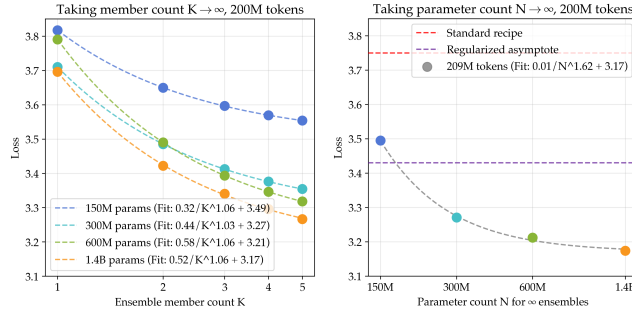 Taking member count K→∞, 200M tokens
3.8
3.7
3.6
3.5
3.4
3.3
3.2
3.1
Loss
150M params (Fit: 0.32/K^1.06 + 3.49)
300M params (Fit: 0.44/K^1.03 + 3.27)
600M params (Fit: 0.58/K^1.06 + 3.21)
1.4B params (Fit: 0.52/K^1.06 + 3.17)
1
2
3
4
5
Ensemble member count K
Taking parameter count N→∞, 200M tokens
Standard recipe
Regularized asymptote
209M tokens (Fit: 0.01/N^1.62 + 3.17)
3.8
3.7
3.6
3.5
3.4
3.3
3.2
3.1
Loss
150M
300M
600M
1.4B
Parameter count N for ∞ ensembles